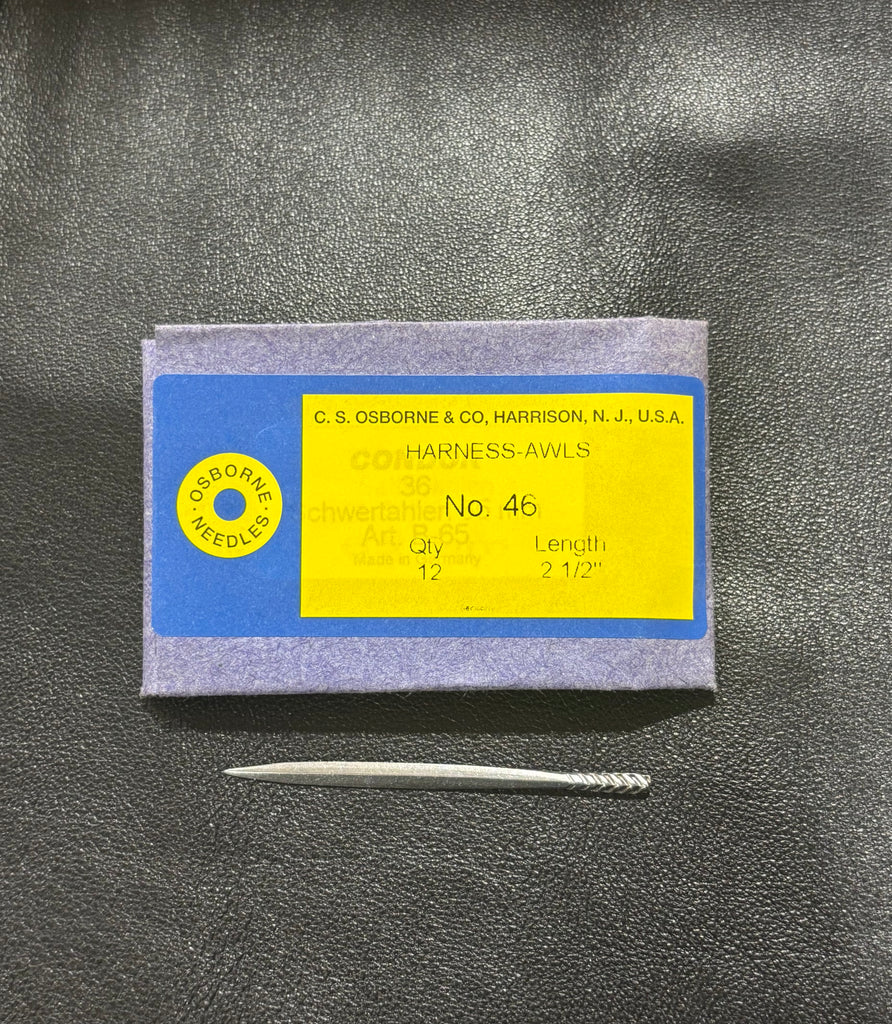 C. S. OSBORNE & CO, HARRISON, N. J., U.S.A.
HARNESS-AWLS
CONDOR
36
No. 46
Art. B-65
Qty
Length
12
2 1/2"
Made in Germany
OSBORNE
NEEDLES